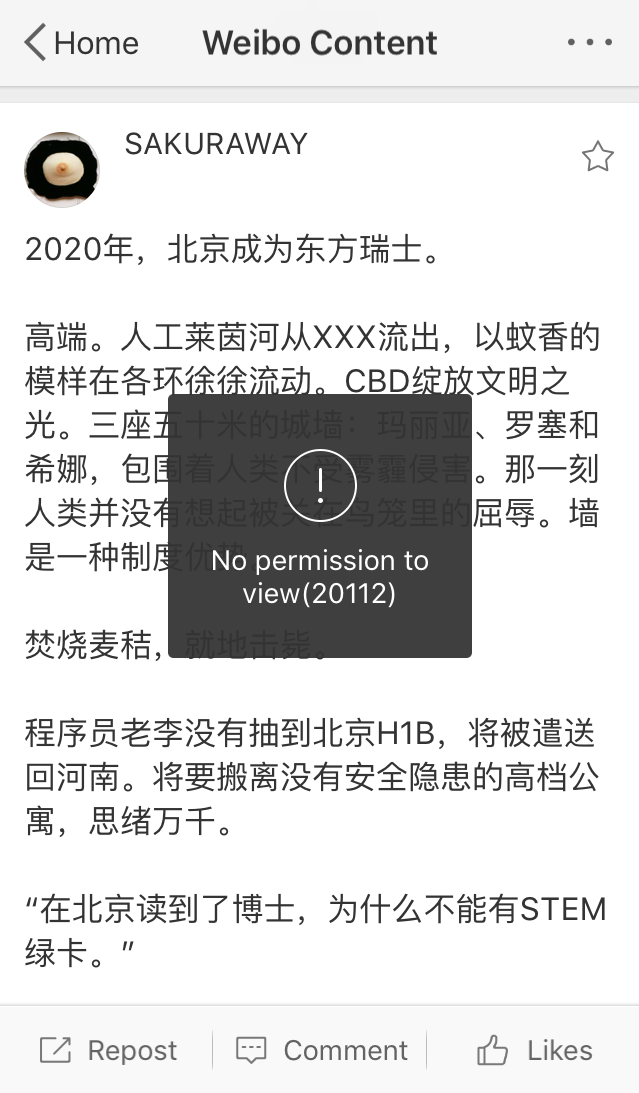 Home
Weibo Content
SAKURAWAY
2020年，北京成为东方瑞士。
高端。人工莱茵河从XXX流出，以蚊香的
模样在各环徐徐流动。CBD绽放文明之
光。三座五十米的城墙：玛丽亚、罗塞和
希娜，包围着人类不受雾霾侵害。那一刻
人类并没有想起被关在鸟笼里的屈辱。墙
是一种制度优势。
No permission to
view(20112)
焚烧麦秸，就地击毙。
程序员老李没有抽到北京H1B，将被遣送
回河南。将要搬离没有安全隐患的高档公
寓，思绪万千。
“在北京读到了博士，为什么不能有STEM
绿卡。”
Repost
Comment
Likes